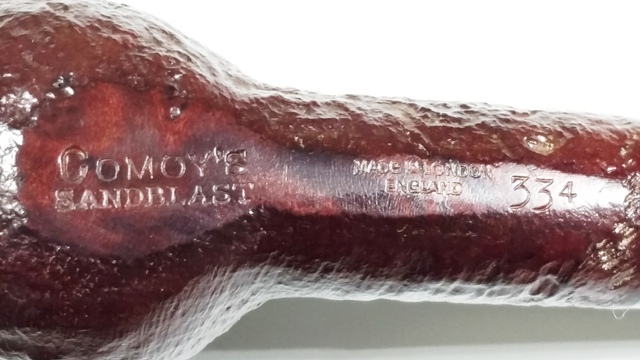 COMOY'S
SANDBLAST
MADE IN LONDON
ENGLAND
334